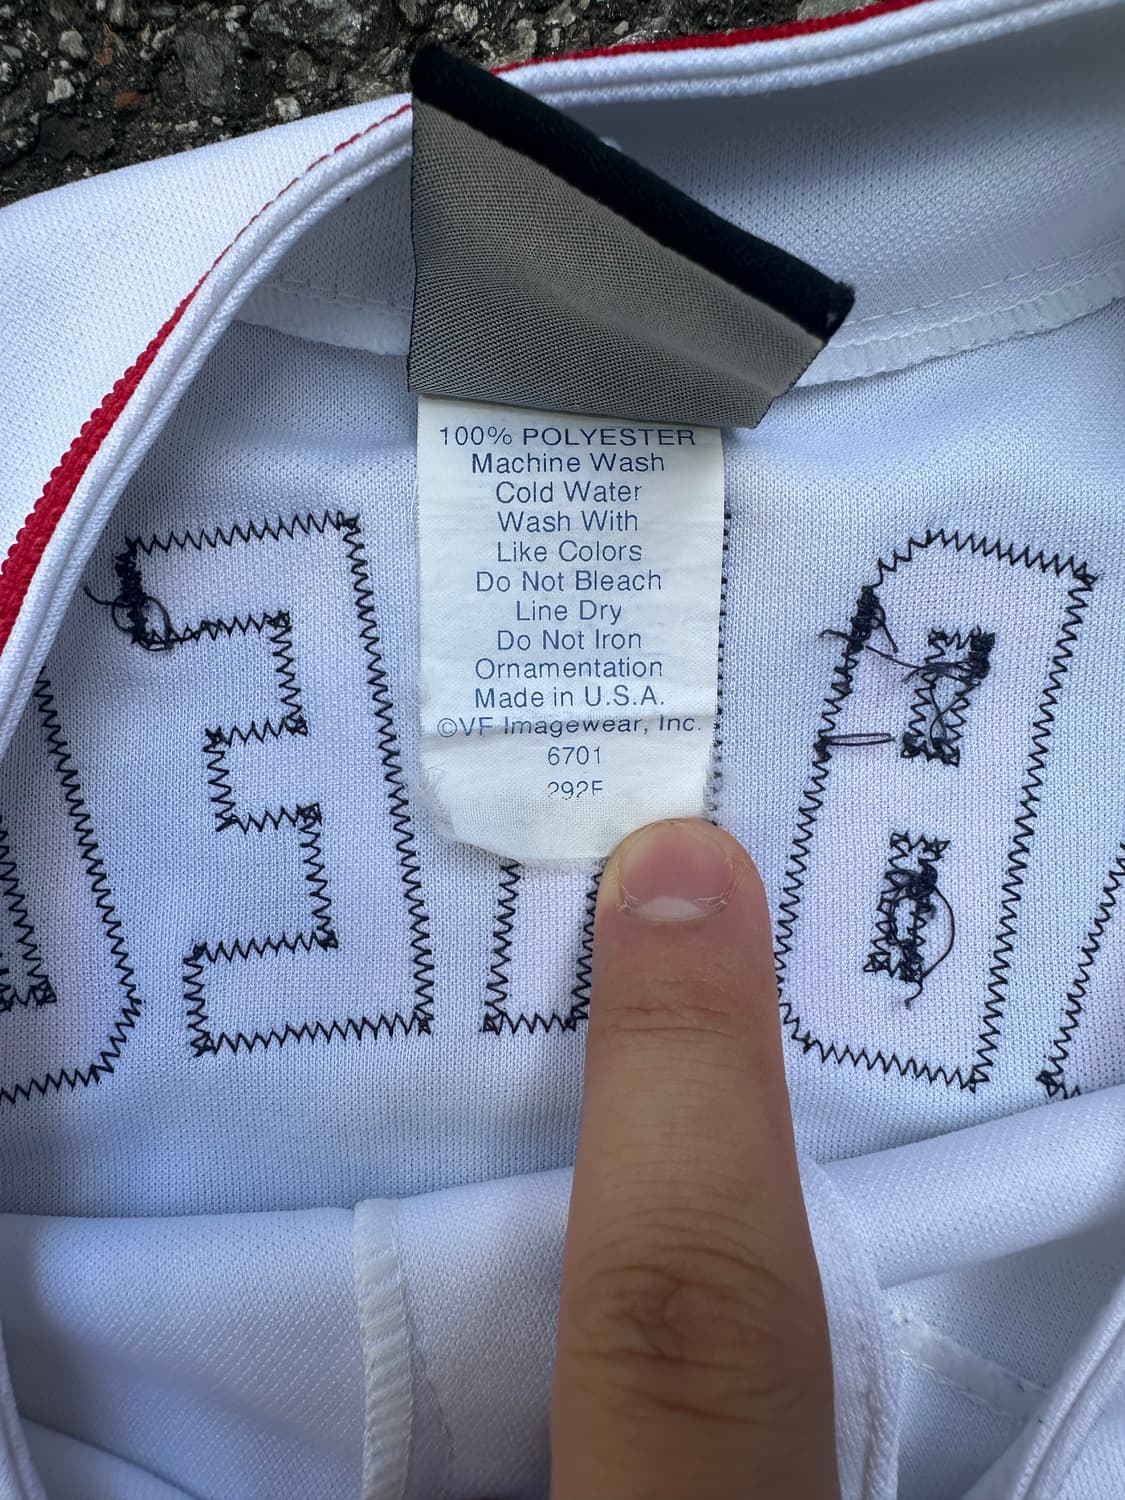 100% POLYESTER
Machine Wash
Cold Water
Wash With
Like Colors
Do Not Bleach
Line Dry
Do Not Iron
Ornamentation
Made in U.S.A.
©VF Imagewear, Inc.
6701